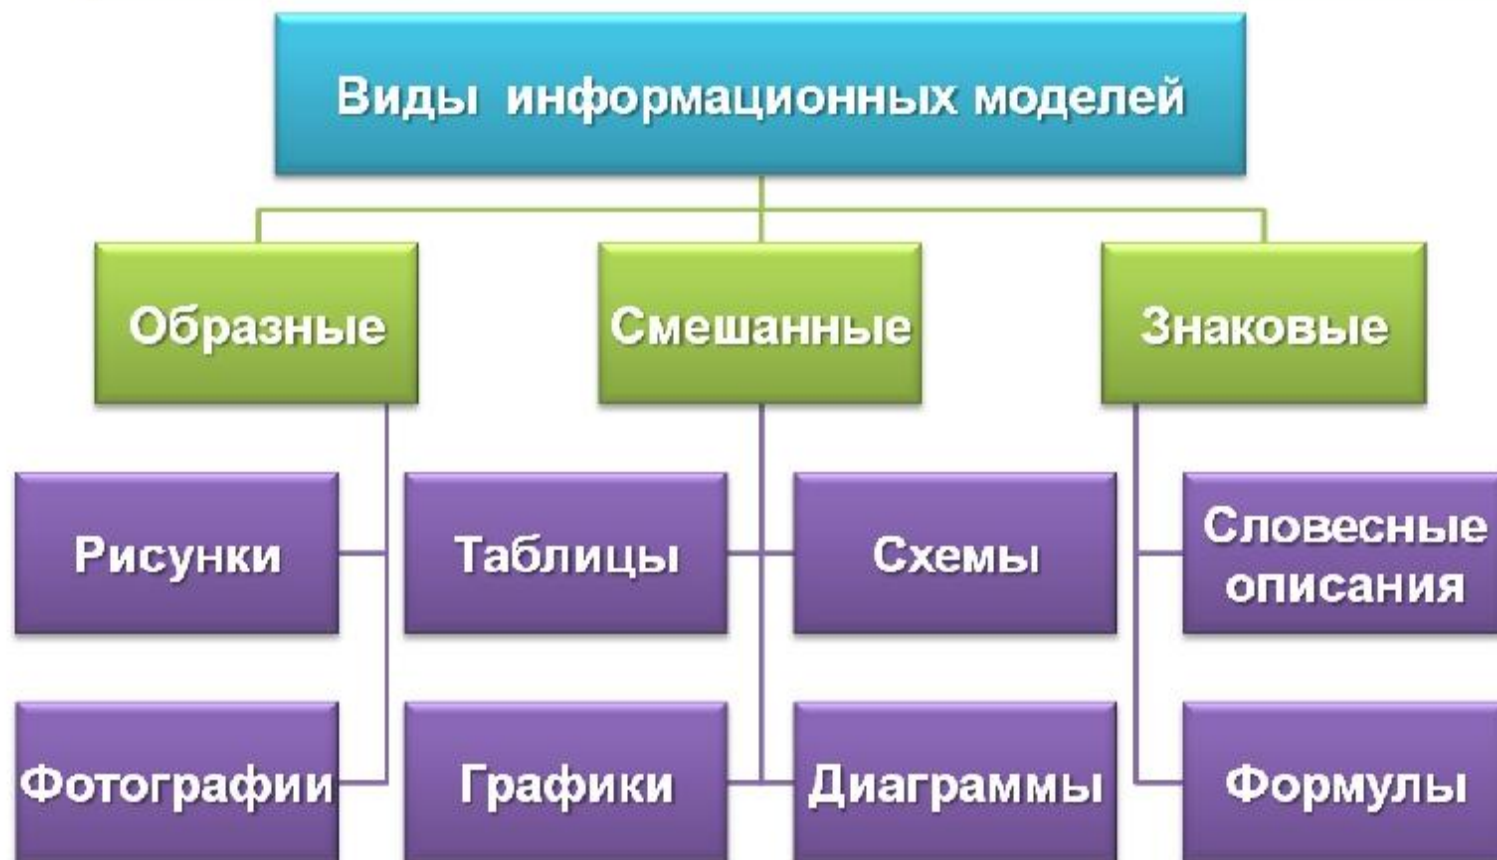 Виды информационных моделей
Образные
Смешанные
Знаковые
Рисунки
Таблицы
Схемы
Словесные
описания
Фотографии
Графики
Диаграммы
Формулы